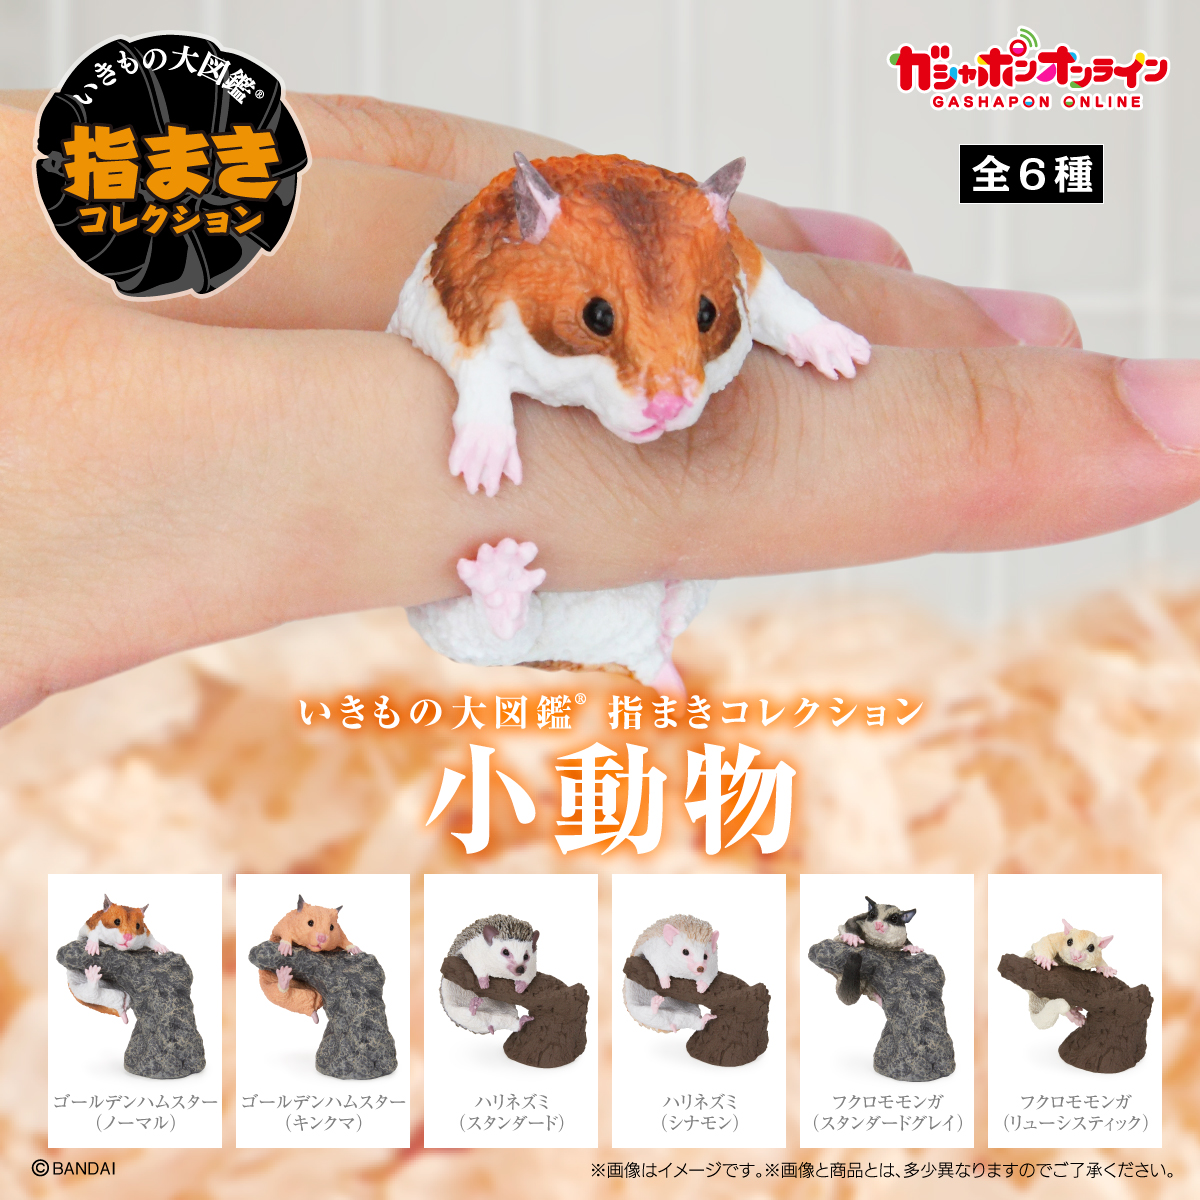 いきもの大図鑑®
指まき
コレクション
ガシャポンオンライン
GASHAPON ONLINE
全6種
いきもの大図鑑® 指まきコレクション
小動物
ゴールデンハムスター
（ノーマル）
ゴールデンハムスター
（キンクマ）
ハリネズミ
（スタンダード）
ハリネズミ
（シナモン）
フクロモモンガ
（スタンダードグレイ）
フクロモモンガ
（リューシスティック）
©BANDAI
※画像はイメージです。※画像と商品とは、多少異なりますのでご了承ください。